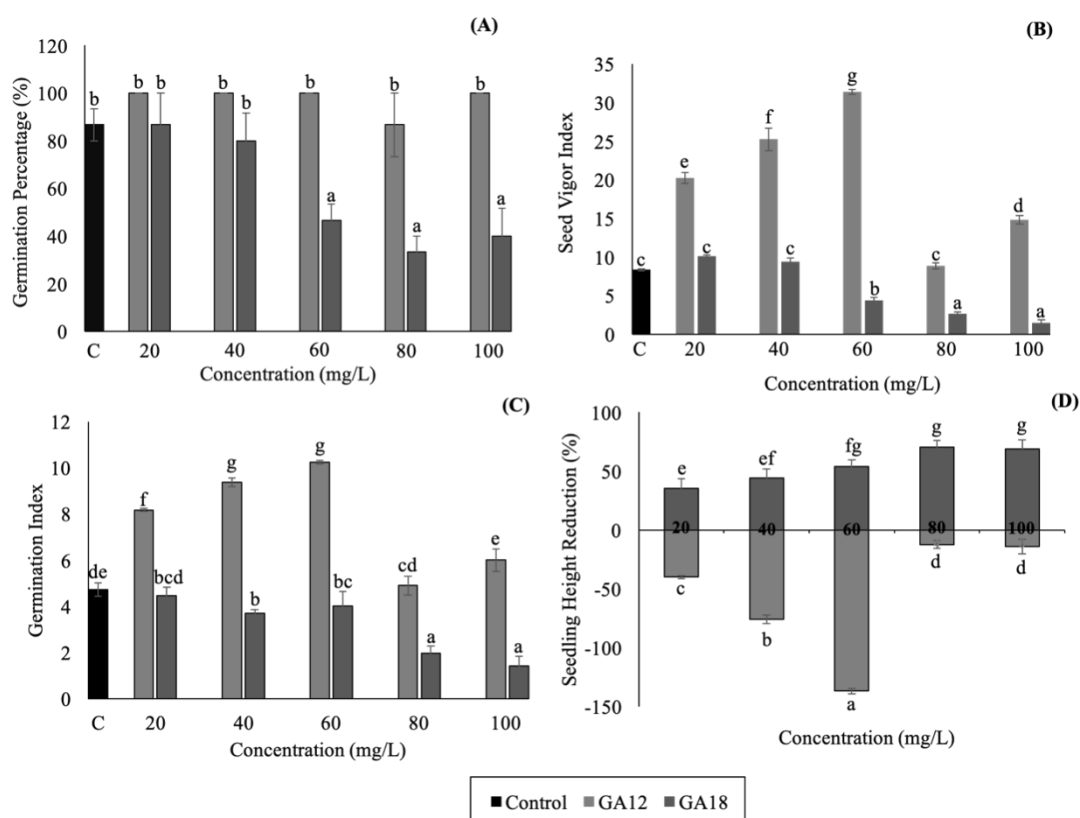 (A)
Germination Percentage (%)
120
100
80
60
40
20
0
b b b b b b a b a b a
C 20 40 60 80 100
Concentration (mg/L)
(B)
Seed Vigor Index
35
30
25
20
15
10
5
0
c e c f c g b c a d a
C 20 40 60 80 100
Concentration (mg/L)
(C)
Germination Index
12
10
8
6
4
2
0
de f bcd g b g bc cd a e a
C 20 40 60 80 100
Concentration (mg/L)
(D)
Seedling Height Reduction (%)
100
50
0
-50
-100
-150
e ef fg g g
20 40 60 80 100
c b a d d
Concentration (mg/L)
Control GA12 GA18